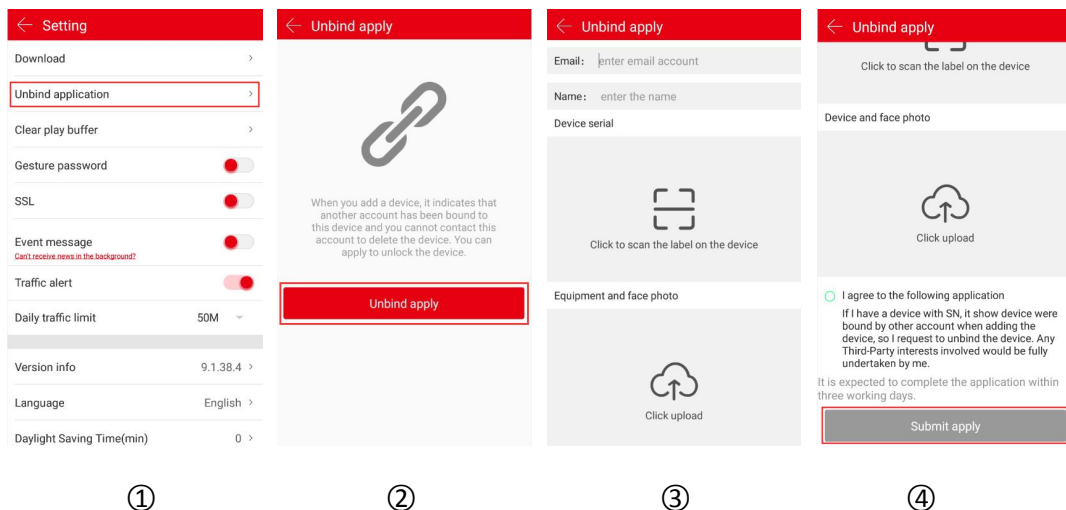 Setting
Download
Unbind application
Clear play buffer
Gesture password
SSL
Event message
Can't receive news in the background?
Traffic alert
Daily traffic limit 50M
Version info 9.1.38.4
Language English
Daylight Saving Time(min) 0
①
Unbind apply
When you add a device, it indicates that
another account has been bound to
this device and you cannot contact this
account to delete the device. You can
apply to unlock the device.
Unbind apply
②
Unbind apply
Email: enter email account
Name: enter the name
Device serial
Click to scan the label on the device
Equipment and face photo
Click upload
③
Unbind apply
Click to scan the label on the device
Device and face photo
Click upload
I agree to the following application
If I have a device with SN, it show device were
bound by other account when adding the
device, so I request to unbind the device. Any
Third-Party interests involved would be fully
undertaken by me.
It is expected to complete the application within
three working days.
Submit apply
④